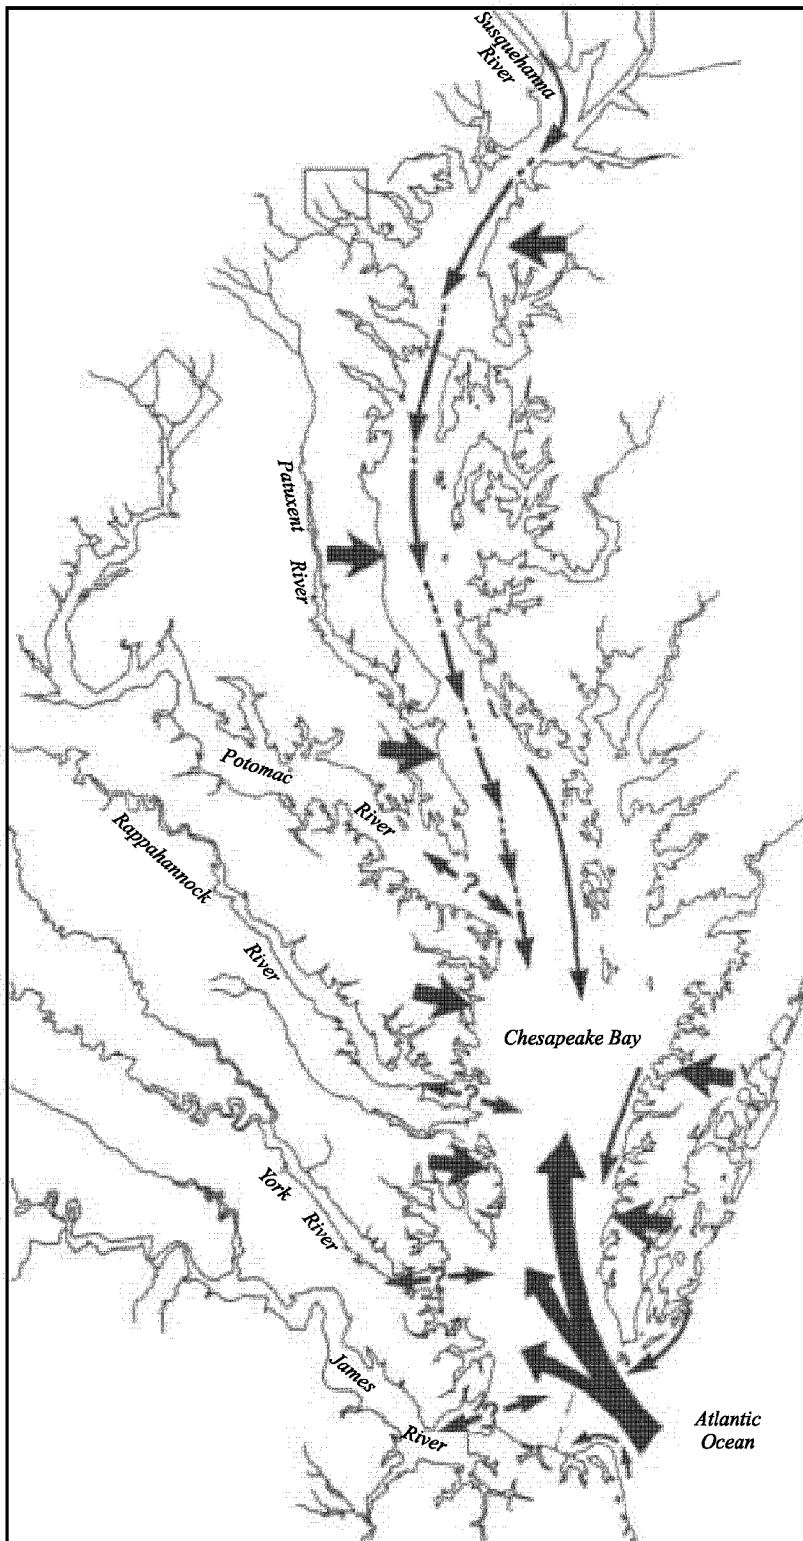 Susquehanna
River
Patuxent
River
Potomac
River
Rappahannock
River
?
Chesapeake Bay
York
River
James
River
Atlantic
Ocean